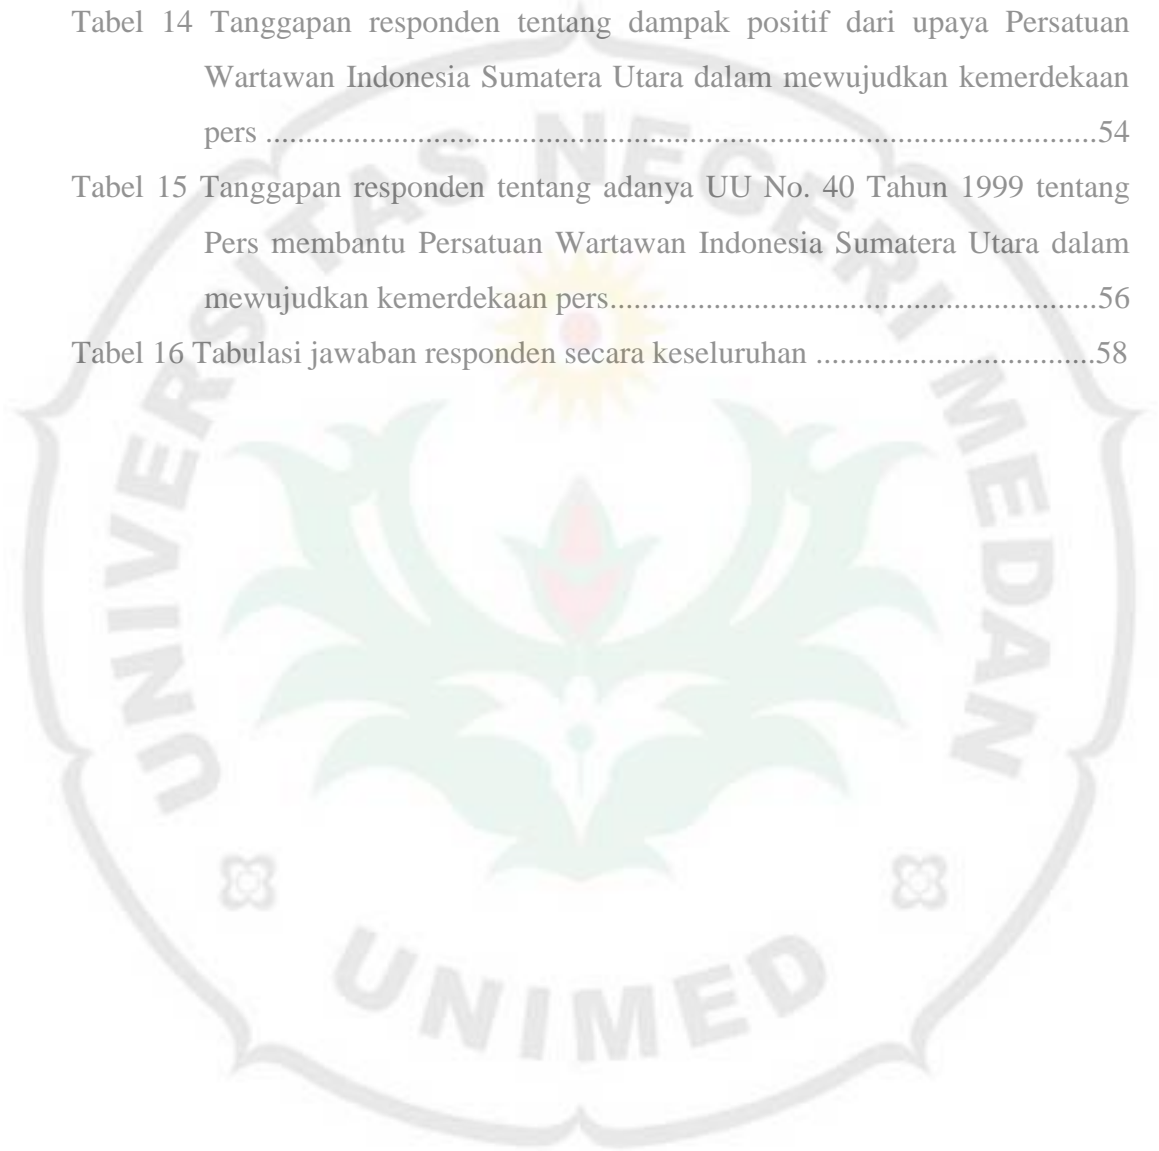 Tabel 14 Tanggapan responden tentang dampak positif dari upaya Persatuan
Wartawan Indonesia Sumatera Utara dalam mewujudkan kemerdekaan
pers ...........................................................................................54
Tabel 15 Tanggapan responden tentang adanya UU No. 40 Tahun 1999 tentang
Pers membantu Persatuan Wartawan Indonesia Sumatera Utara dalam
mewujudkan kemerdekaan pers.....................................................56
Tabel 16 Tabulasi jawaban responden secara keseluruhan ...............................58
UNIVERSITAS NEGERI MEDAN
UNIMED